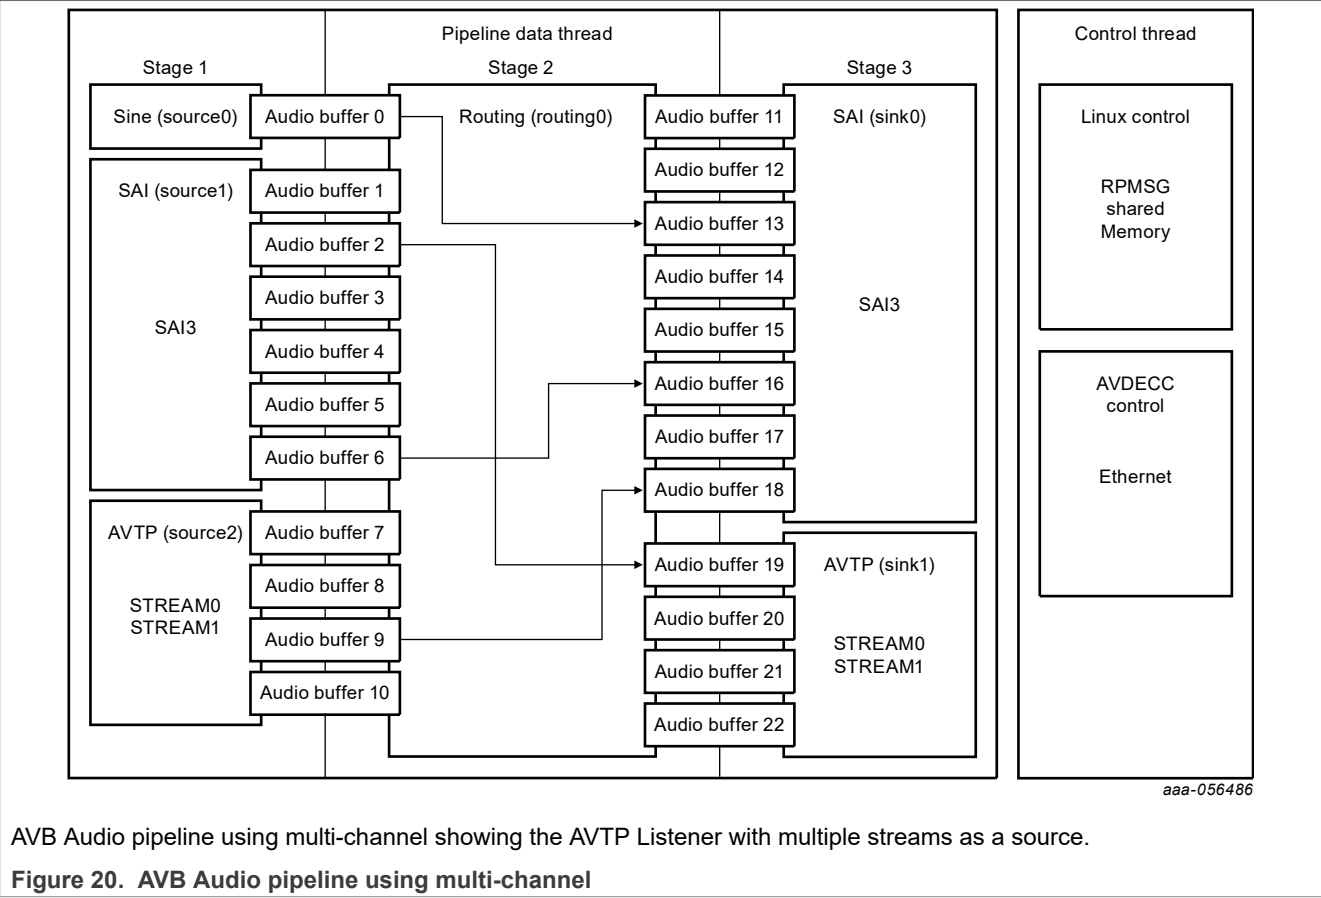 Pipeline data thread
Control thread
Stage 1
Stage 2
Stage 3
Sine (source0)
Audio buffer 0
Routing (routing0)
Audio buffer 11
SAI (sink0)
Linux control
Audio buffer 12
SAI (source1)
Audio buffer 1
RPMSG
shared
Memory
Audio buffer 13
Audio buffer 2
Audio buffer 14
Audio buffer 3
SAI3
SAI3
Audio buffer 15
Audio buffer 4
Audio buffer 16
AVDECC
control
Audio buffer 5
Audio buffer 17
Audio buffer 6
Ethernet
Audio buffer 18
AVTP (source2)
Audio buffer 7
Audio buffer 19
AVTP (sink1)
Audio buffer 8
STREAM0
STREAM1
Audio buffer 20
Audio buffer 9
STREAM0
STREAM1
Audio buffer 21
Audio buffer 10
Audio buffer 22
aaa-056486
AVB Audio pipeline using multi-channel showing the AVTP Listener with multiple streams as a source.
Figure 20. AVB Audio pipeline using multi-channel